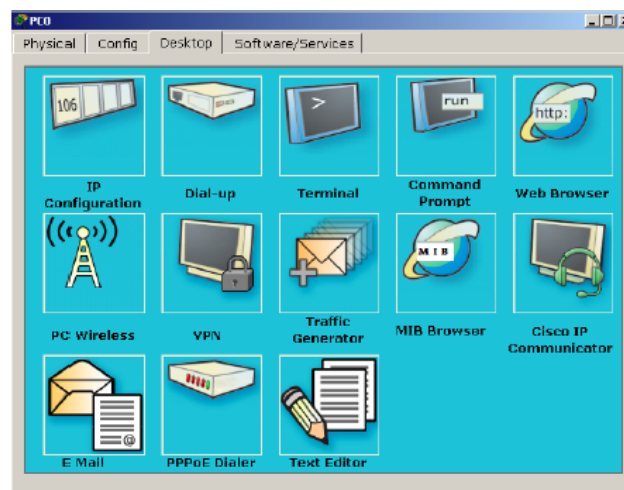 PC0
Physical Config Desktop Software/Services
106
>
run
http:
IP
Configuration
Dial-up
Terminal
Command
Prompt
Web Browser
MIB
PC Wireless
VPN
Traffic
Generator
MIB Browser
Cisco IP
Communicator
@
E Mail
PPPoE Dialer
Text Editor